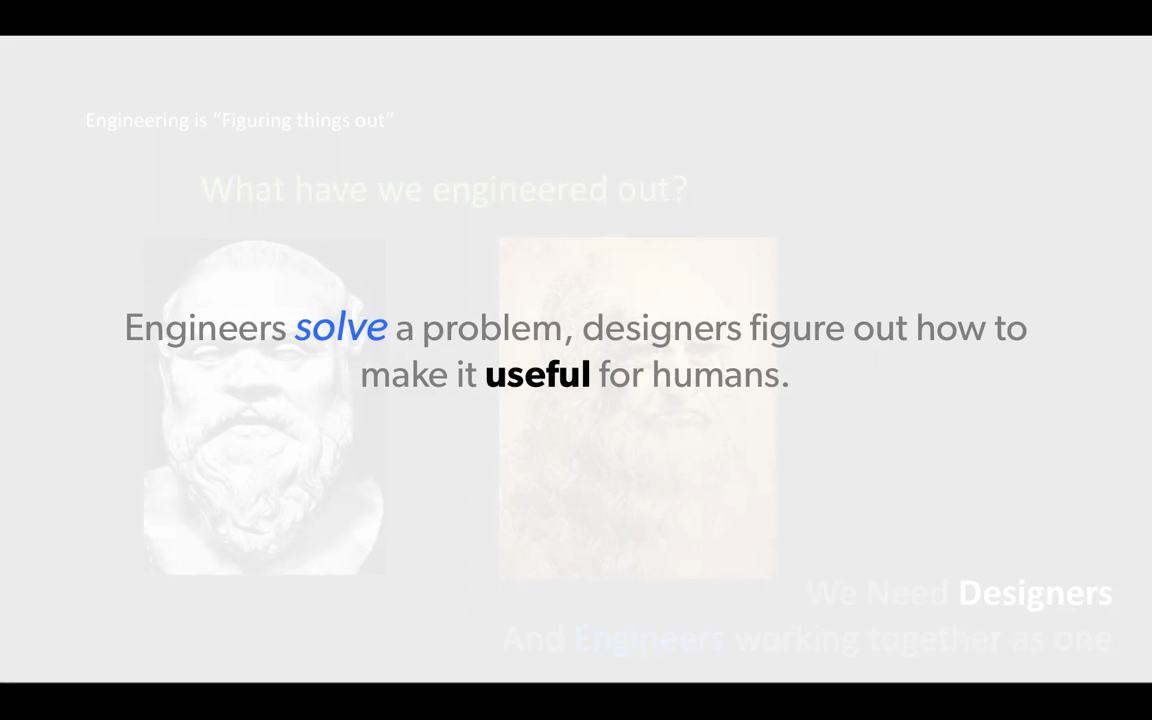 Engineering is “Figuring things out”
What have we engineered out?
Engineers solve a problem, designers figure out how to
make it useful for humans.
We Need Designers
And Engineers working together as one